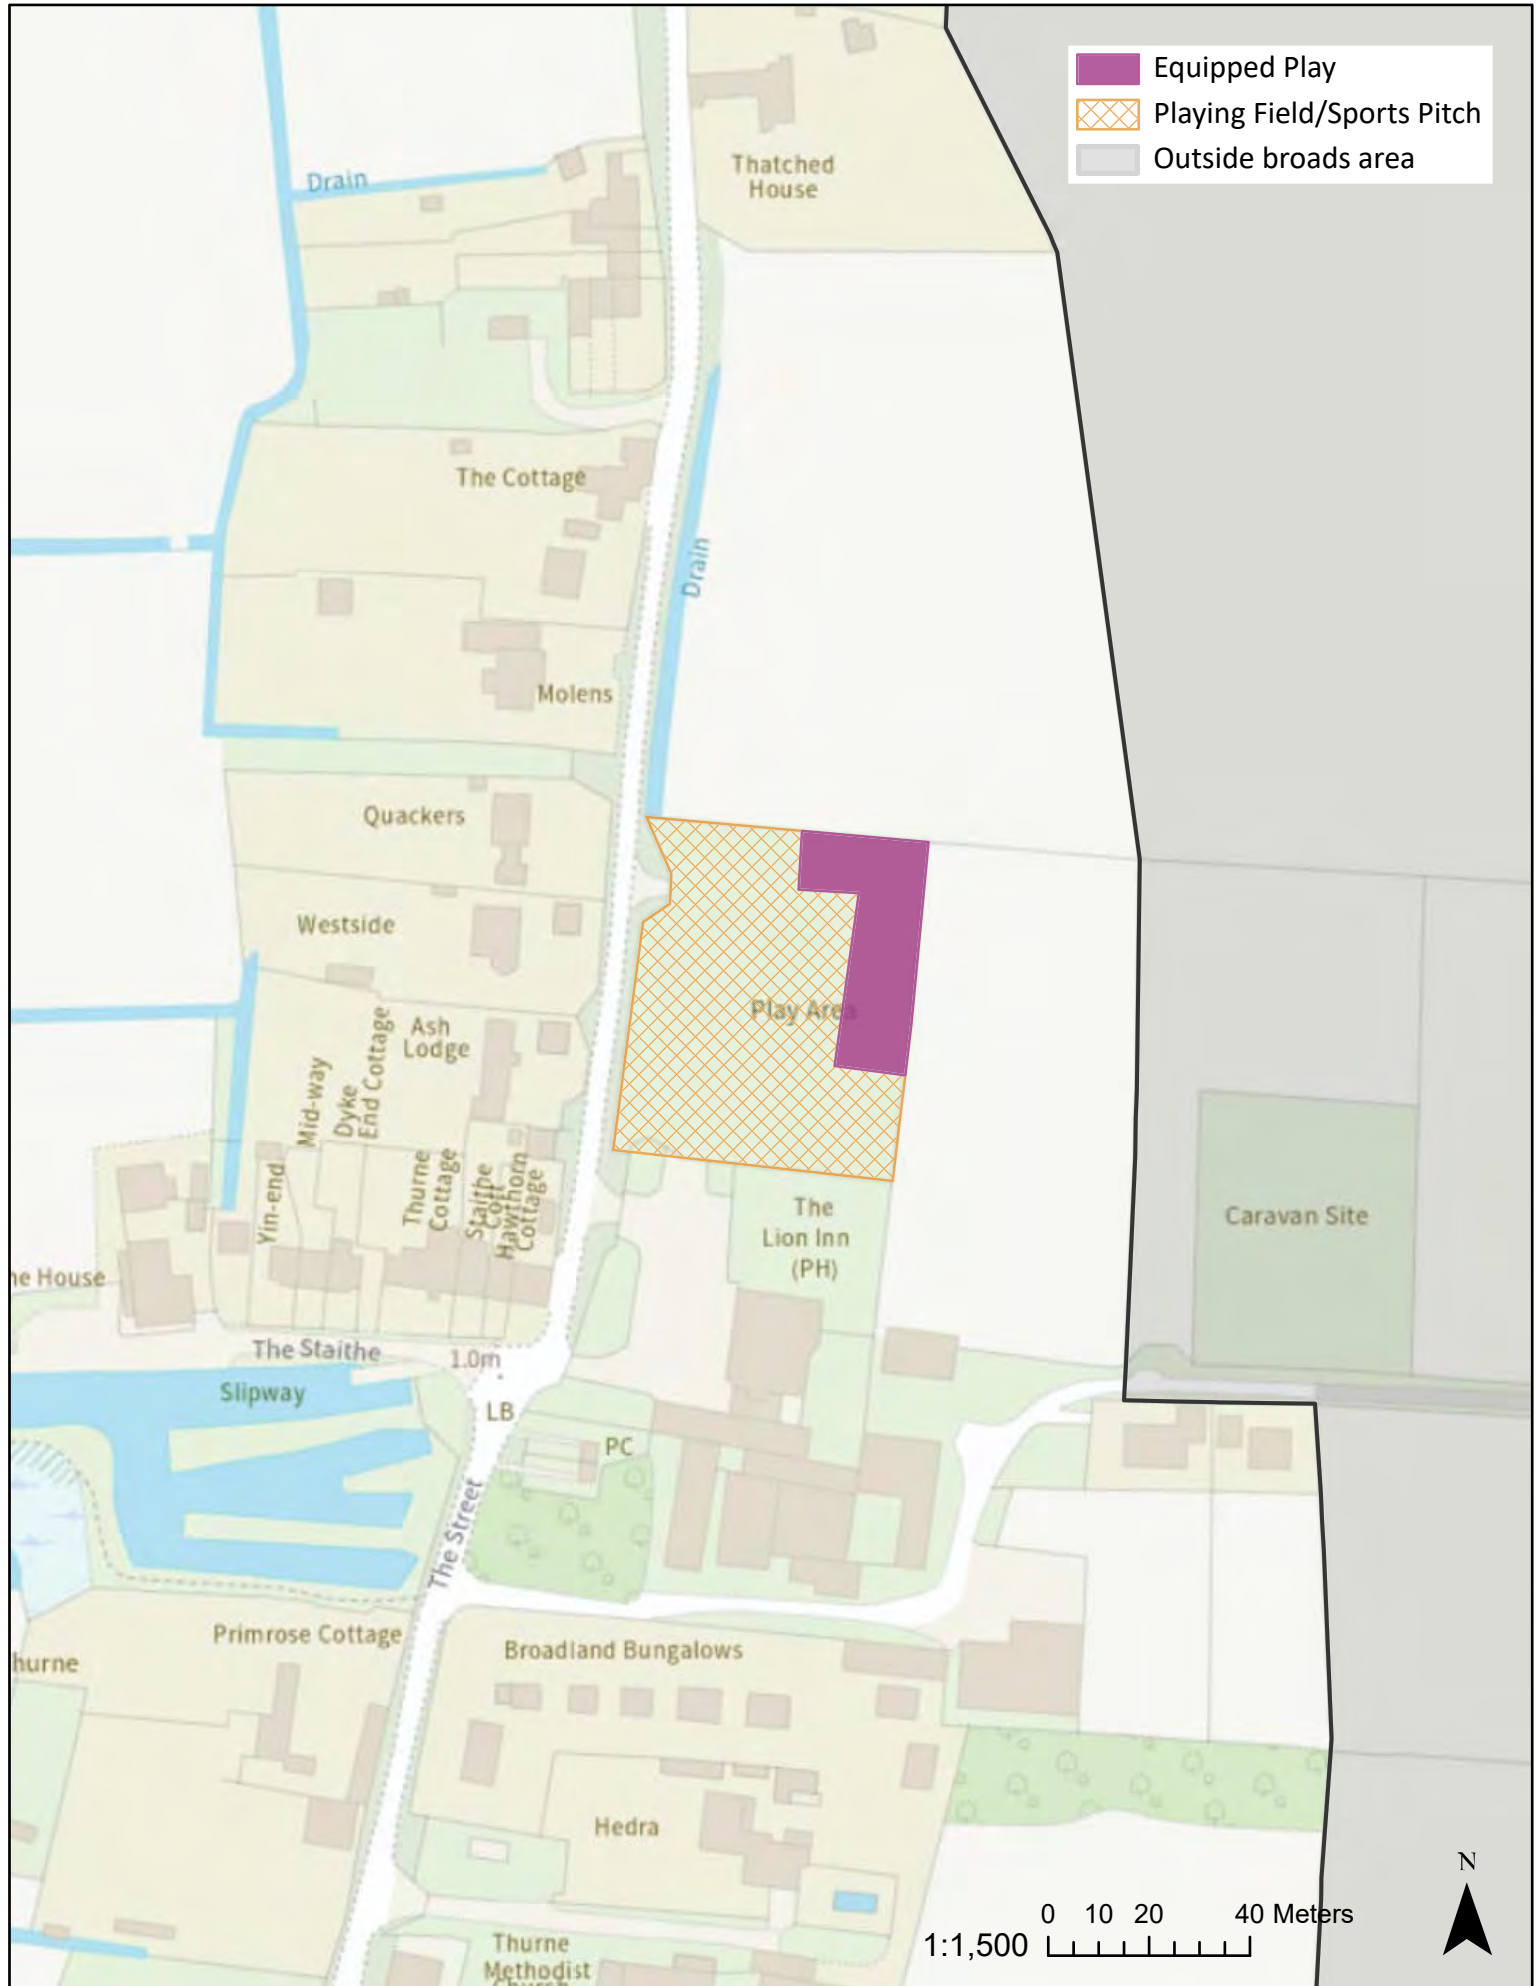 Equipped Play
Playing Field/Sports Pitch
Outside broads area
Thatched
House
Drain
The Cottage
Drain
Molens
Quackers
Westside
Play Area
Ash
Lodge
Mid-way
Dyke
End Cottage
Yin-end
Thurne
Cottage
Staithe
Cott
Hawthorn
Cottage
The
Lion Inn
(PH)
Caravan Site
he House
The Staithe
1.0m
Slipway
LB
PC
The Street
Primrose Cottage
hurne
Broadland Bungalows
Hedra
Thurne
Methodist
Church
N
0 10 20 40 Meters
1:1,500